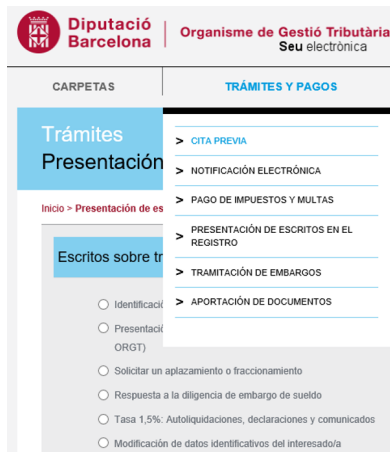 Diputació
Barcelona
Organisme de Gestió Tributària
Seu electrònica
CARPETAS
TRÁMITES Y PAGOS
Trámites
Presentación
> CITA PREVIA
> NOTIFICACIÓN ELECTRÓNICA
> PAGO DE IMPUESTOS Y MULTAS
> PRESENTACIÓN DE ESCRITOS EN EL
REGISTRO
> TRAMITACIÓN DE EMBARGOS
> APORTACIÓN DE DOCUMENTOS
Inicio > Presentación de es
Escritos sobre tr
Identificaci
Presentaci
ORGT)
Solicitar un aplazamiento o fraccionamiento
Respuesta a la diligencia de embargo de sueldo
Tasa 1,5%: Autoliquidaciones, declaraciones y comunicados
Modificación de datos identificativos del interesado/a